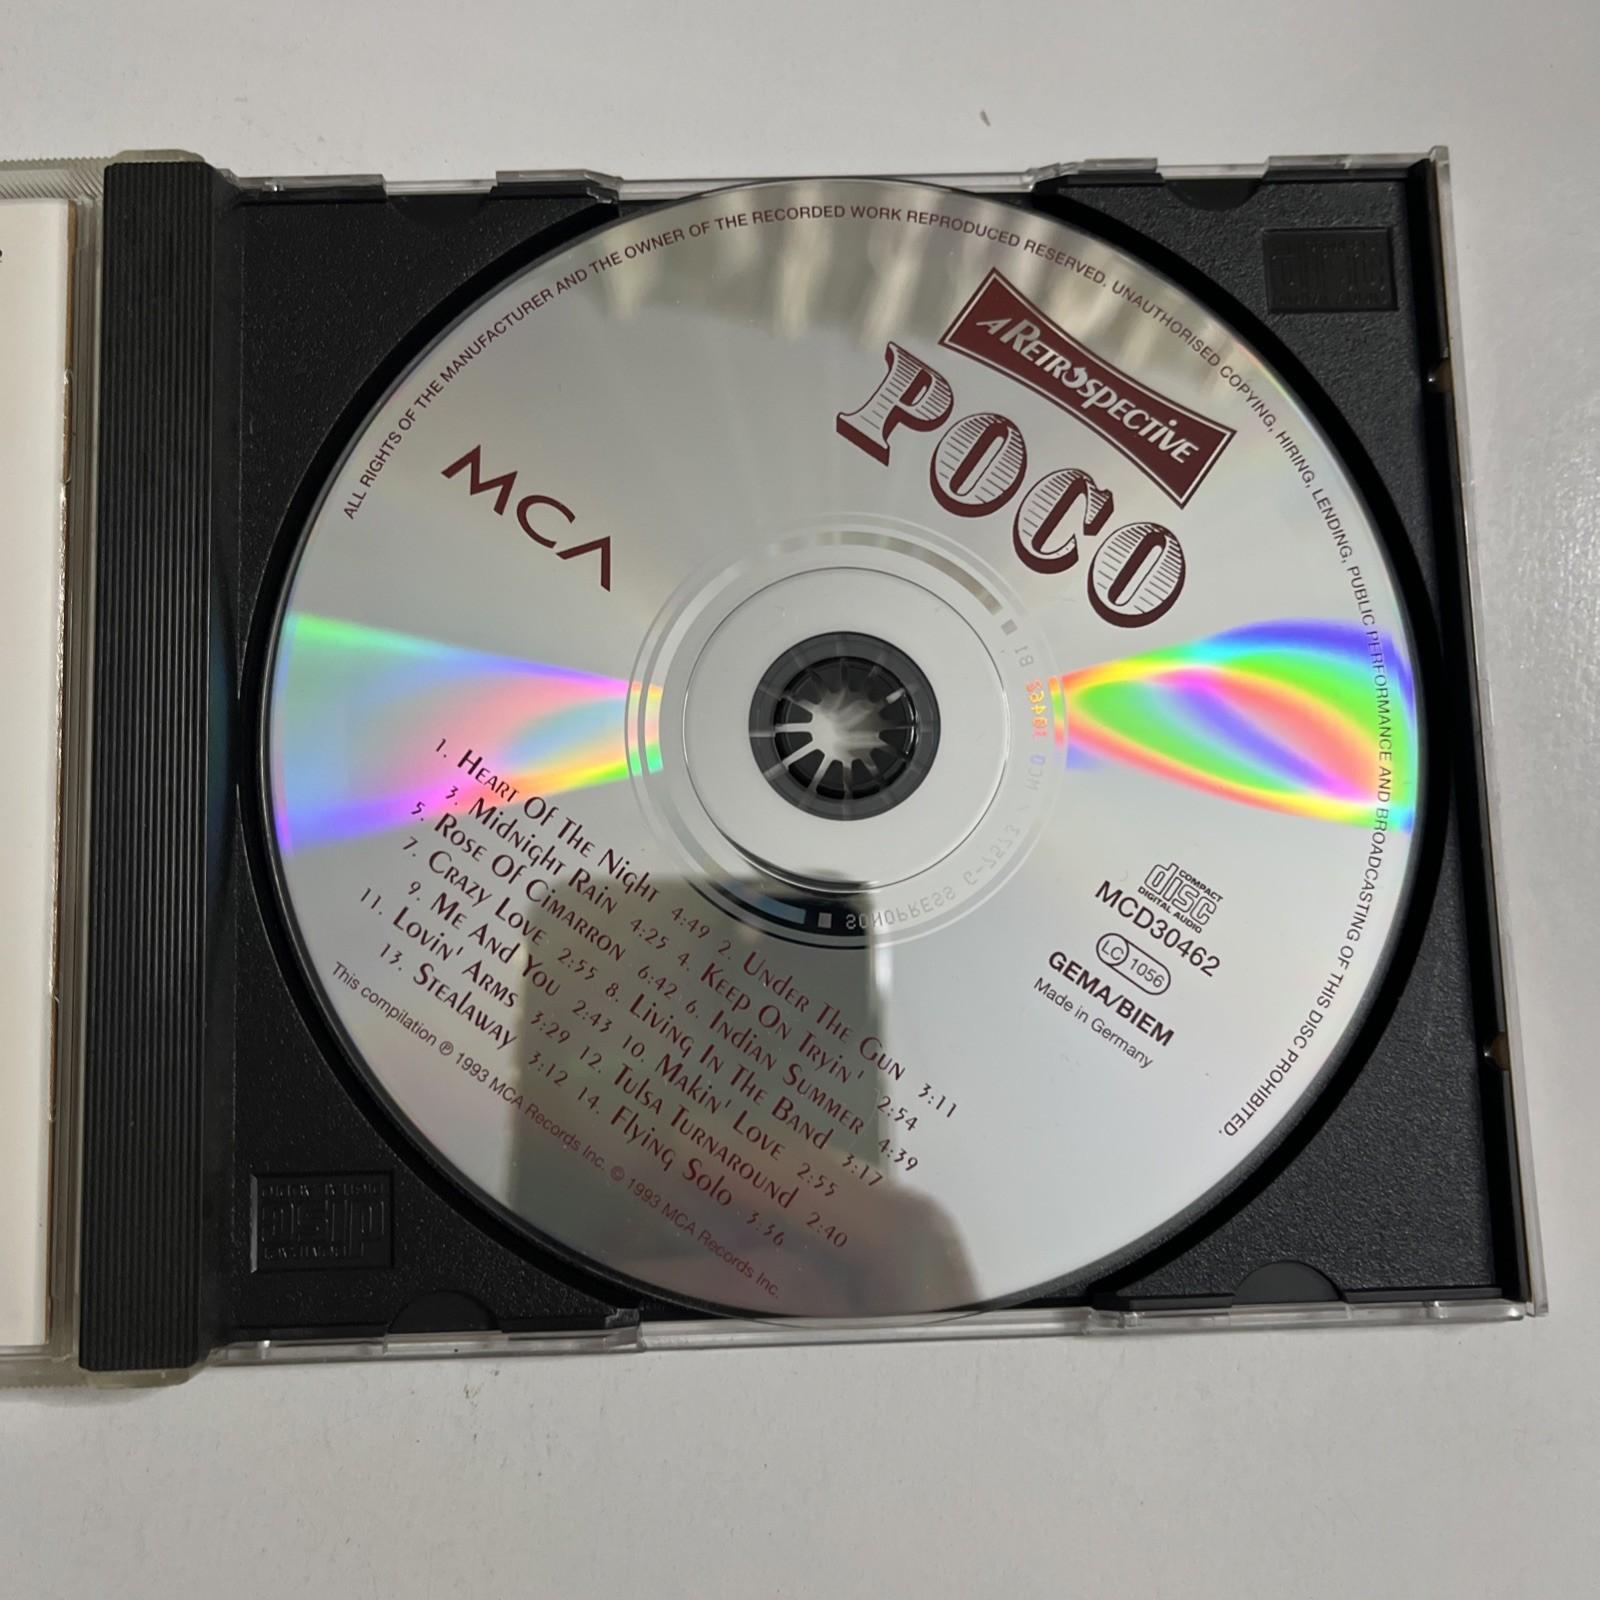 ALL RIGHTS OF THE MANUFACTURER AND THE OWNER OF THE RECORDED WORK REPRODUCED RESERVED. UNAUTHORISED COPYING, HIRING, LENDING, PUBLIC PERFORMANCE AND BROADCASTING OF THIS DISC PROHIBITED.
A RETROSPECTIVE
POCO
MCA
COMPACT
disc
DIGITAL AUDIO
MCD30462
LC 1056
GEMA/BIEM
Made in Germany
1. HEART OF THE NIGHT 4:49 2. UNDER THE GUN 3:11
3. MIDNIGHT RAIN 4:25 4. KEEP ON TRYIN' 2:54
5. ROSE OF CIMARRON 6:42 6. INDIAN SUMMER 4:39
7. CRAZY LOVE 2:55 8. LIVING IN THE BAND 3:17
9. ME AND YOU 2:43 10. MAKIN' LOVE 2:55
11. LOVIN' ARMS 3:29 12. TULSA TURNAROUND 2:40
13. STEALAWAY 3:12 14. FLYING SOLO 3:36
This compilation ℗ 1993 MCA Records Inc. © 1993 MCA Records Inc.
SONOPRESS G-7573 / MCD